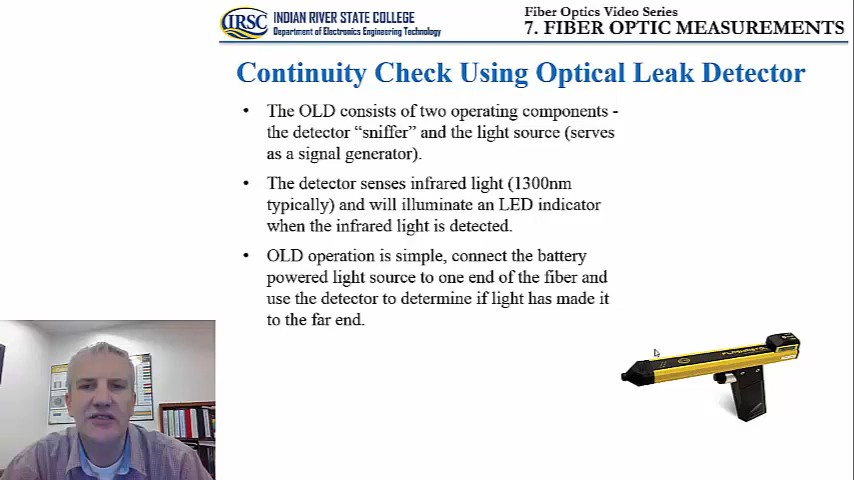 IRSC
INDIAN RIVER STATE COLLEGE
Department of Electronics Engineering Technology
Fiber Optics Video Series
7. FIBER OPTIC MEASUREMENTS
Continuity Check Using Optical Leak Detector
• The OLD consists of two operating components -
the detector “sniffer” and the light source (serves
as a signal generator).
• The detector senses infrared light (1300nm
typically) and will illuminate an LED indicator
when the infrared light is detected.
• OLD operation is simple, connect the battery
powered light source to one end of the fiber and
use the detector to determine if light has made it
to the far end.